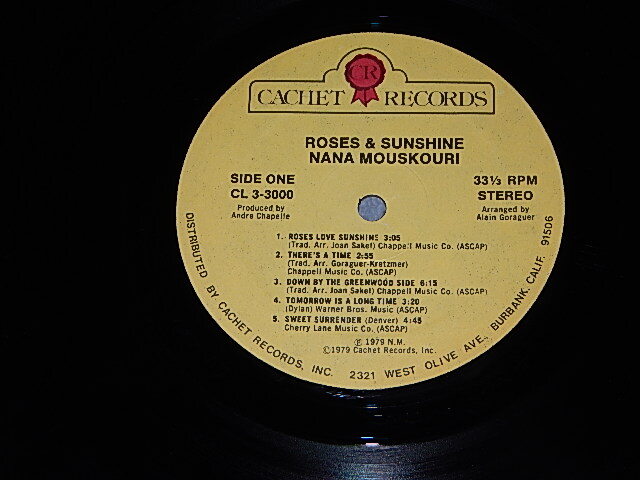 CR
CACHET RECORDS
ROSES & SUNSHINE
NANA MOUSKOURI
SIDE ONE
CL 3-3000
Produced by
Andre Chapelle
33⅓ RPM
STEREO
Arranged by
Alain Goraguer
1. ROSES LOVE SUNSHINE 3:05
(Trad. Arr. Joan Sakel) Chappell Music Co. (ASCAP)
2. THERE'S A TIME 2:55
(Trad. Arr. Goraguer-Kretzmer)
Chappell Music Co. (ASCAP)
3. DOWN BY THE GREENWOOD SIDE 6:15
(Trad. Arr. Joan Sakel) Chappell Music Co. (ASCAP)
4. TOMORROW IS A LONG TIME 3:20
(Dylan) Warner Bros. Music (ASCAP)
5. SWEET SURRENDER (Denver) 4:45
Cherry Lane Music Co. (ASCAP)
℗ 1979 N.M.
©1979 Cachet Records, Inc.
DISTRIBUTED BY CACHET RECORDS, INC. 2321 WEST OLIVE AVE., BURBANK, CALIF. 91506